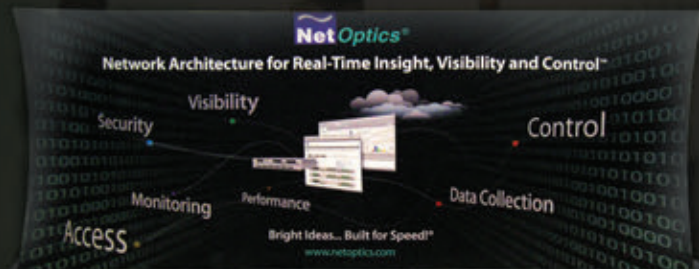 Net Optics®
Network Architecture for Real-Time Insight, Visibility and Control™
Visibility
Security
Control
Monitoring
Performance
Data Collection
Access
Bright Ideas... Built for Speed!®
www.netoptics.com